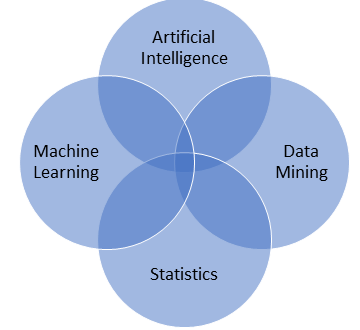 Artificial
Intelligence
Machine
Learning
Data
Mining
Statistics